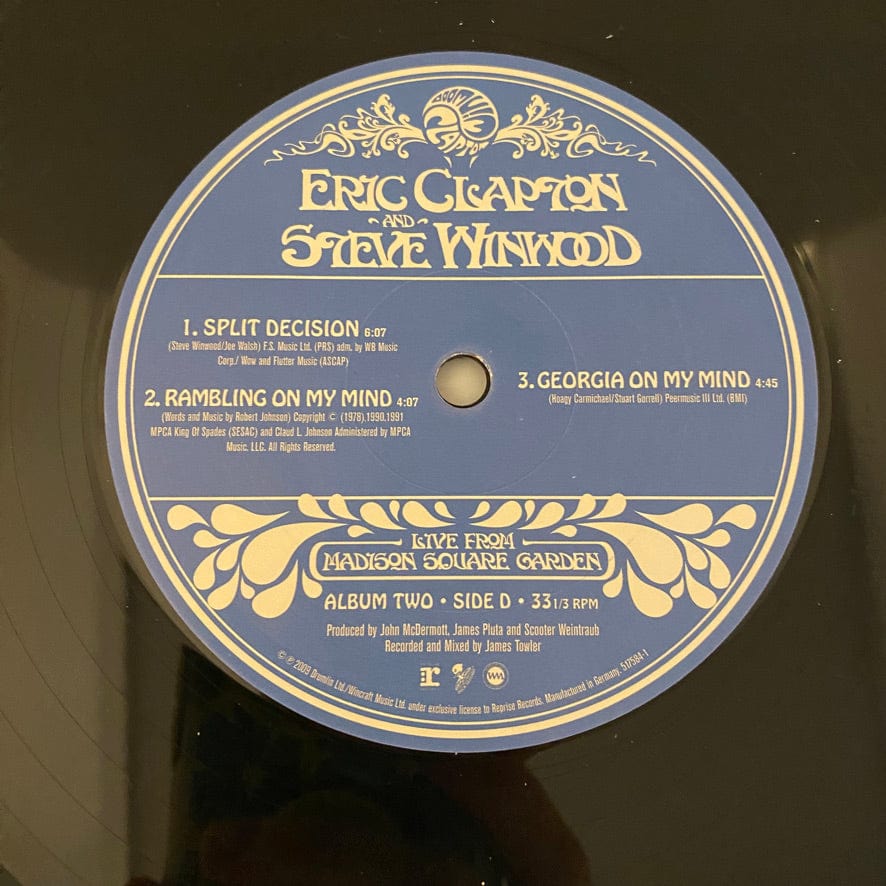 ERIC CLAPTON
AND
STEVE WINWOOD
1. SPLIT DECISION 6:07
(Steve Winwood/Joe Walsh) F.S. Music Ltd. (PRS) adm. by WB Music
Corp./ Wow and Flutter Music (ASCAP)
2. RAMBLING ON MY MIND 4:07
(Words and Music by Robert Johnson) Copyright © (1978).1990.1991
MPCA King Of Spades (SESAC) and Claud L. Johnson Administered by MPCA
Music. LLC. All Rights Reserved.
3. GEORGIA ON MY MIND 4:45
(Hoagy Carmichael/Stuart Gorrell) Peermusic III Ltd. (BMI)
LIVE FROM
MADISON SQUARE GARDEN
ALBUM TWO • SIDE D • 33 1/3 RPM
Produced by John McDermott, James Pluta and Scooter Weintraub
Recorded and Mixed by James Towler
r
© ℗ 2009 Dremlin Ltd./Wincraft Music Ltd. under exclusive license to Reprise Records. Manufactured in Germany. 517584-1